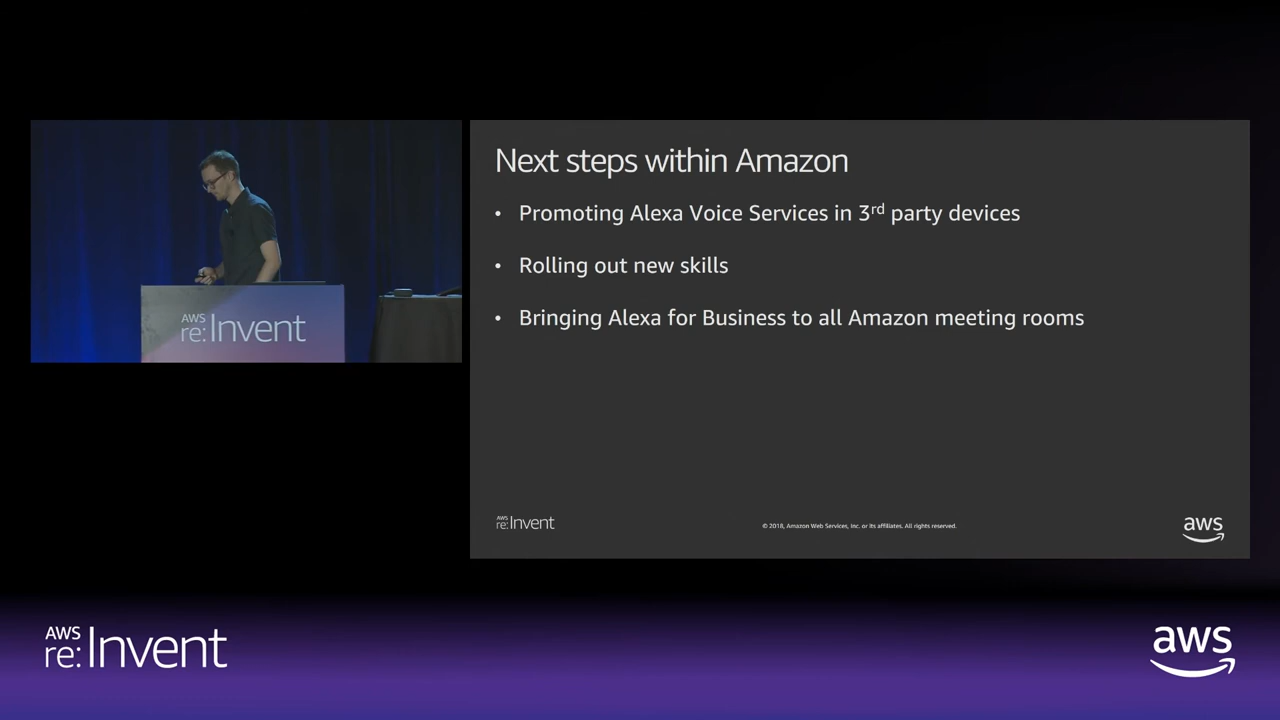 AWS
re:Invent
Next steps within Amazon
• Promoting Alexa Voice Services in 3rd party devices
• Rolling out new skills
• Bringing Alexa for Business to all Amazon meeting rooms
AWS
re:Invent
© 2018, Amazon Web Services, Inc. or its affiliates. All rights reserved.
aws
AWS
re:Invent
aws